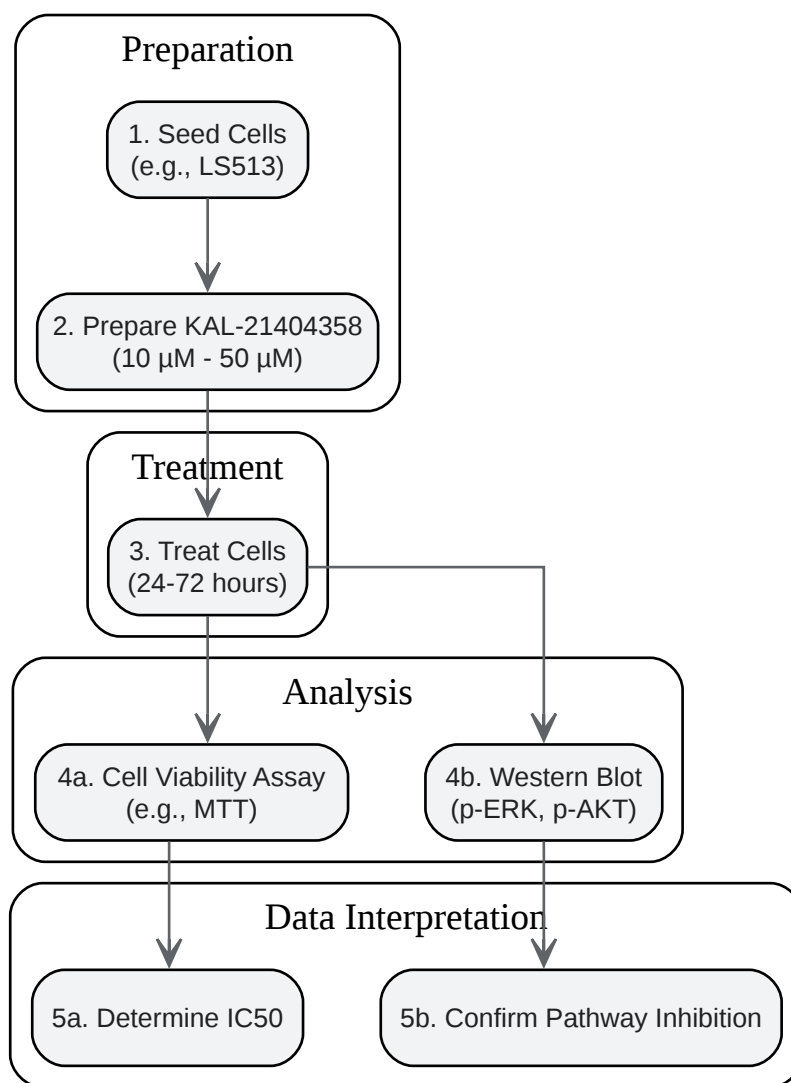 Preparation
1. Seed Cells
(e.g., LS513)
2. Prepare KAL-21404358
(10 µM - 50 µM)
Treatment
3. Treat Cells
(24-72 hours)
Analysis
4a. Cell Viability Assay
(e.g., MTT)
4b. Western Blot
(p-ERK, p-AKT)
Data Interpretation
5a. Determine IC50
5b. Confirm Pathway Inhibition